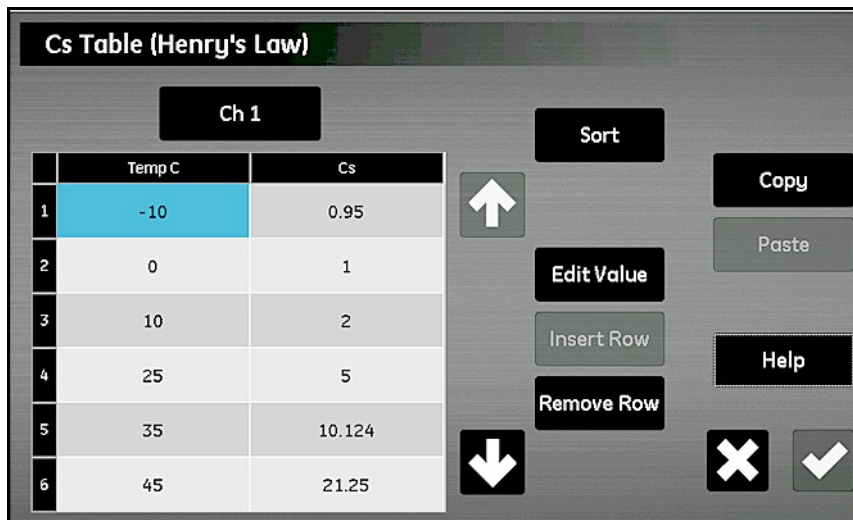 Cs Table (Henry's Law)
Ch 1
Sort
Copy
Paste
Temp C Cs
1 -10 0.95
2 0 1
3 10 2
4 25 5
5 35 10.124
6 45 21.25
Edit Value
Insert Row
Remove Row
Help